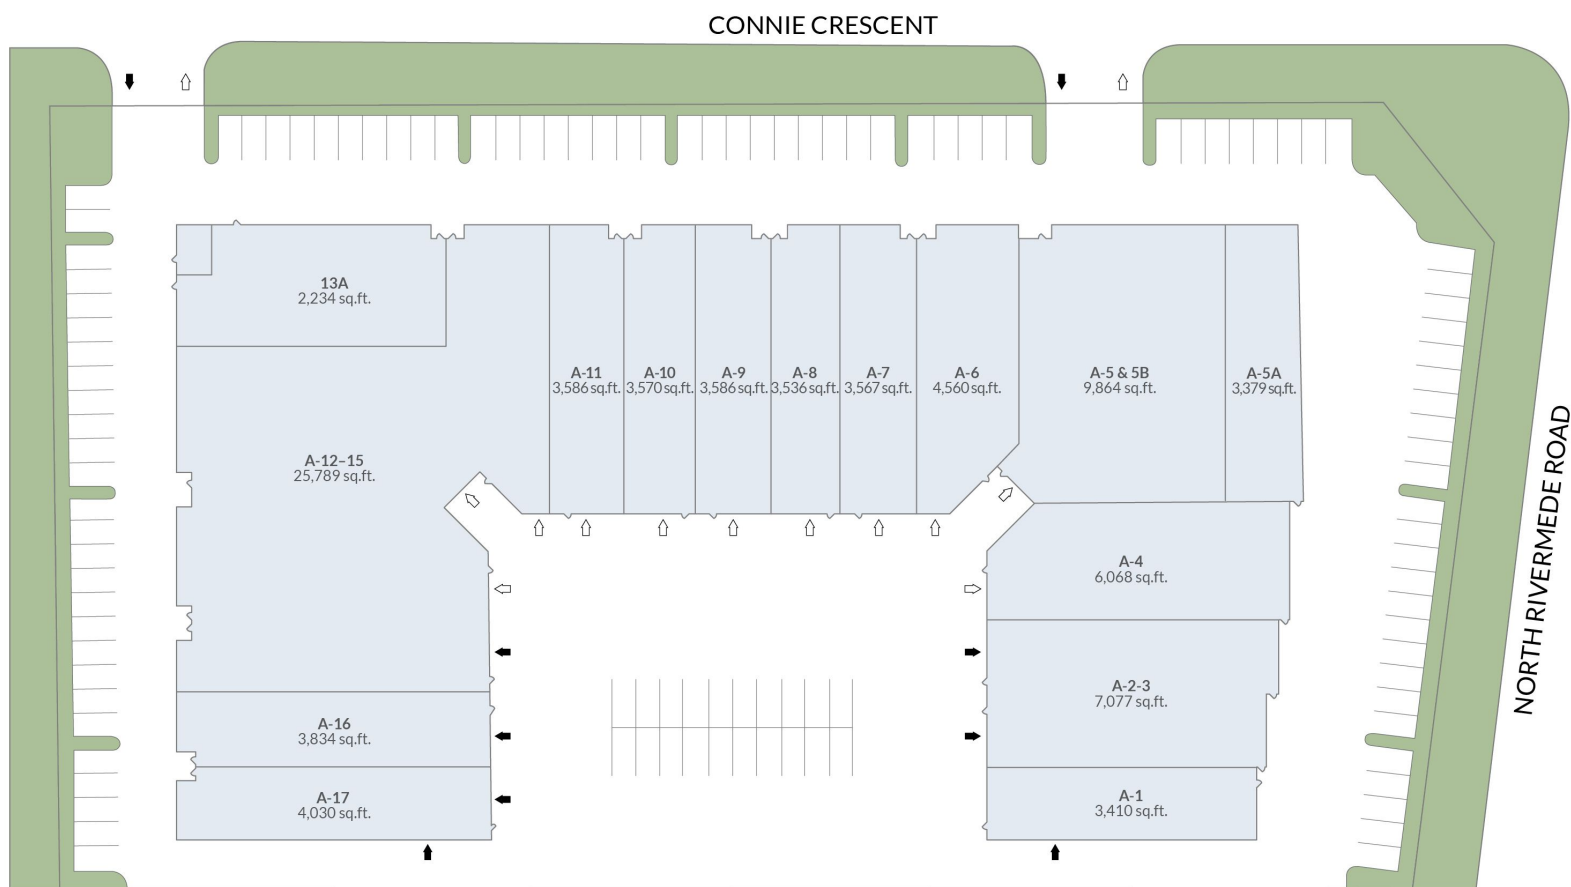 CONNIE CRESCENT
13A
2,234 sq.ft.
A-11
3,586 sq.ft.
A-10
3,570 sq.ft.
A-9
3,586 sq.ft.
A-8
3,536 sq.ft.
A-7
3,567 sq.ft.
A-6
4,560 sq.ft.
A-5 & 5B
9,864 sq.ft.
A-5A
3,379 sq.ft.
A-12–15
25,789 sq.ft.
NORTH RIVERMEDE ROAD
A-4
6,068 sq.ft.
A-2-3
7,077 sq.ft.
A-16
3,834 sq.ft.
A-17
4,030 sq.ft.
A-1
3,410 sq.ft.